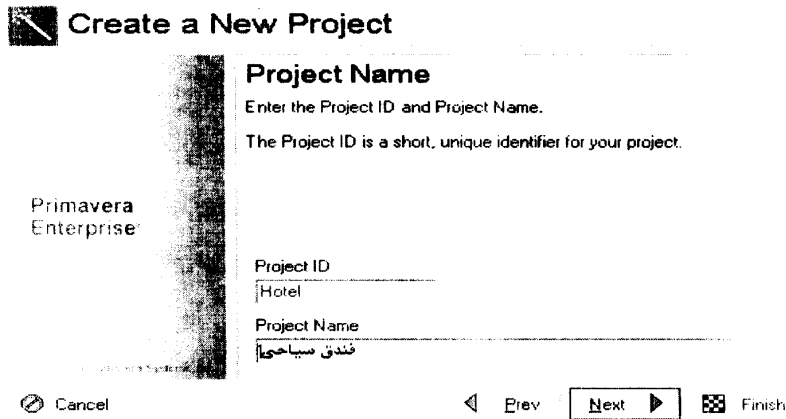 Create a New Project
Project Name
Enter the Project ID and Project Name.
The Project ID is a short, unique identifier for your project.
Primavera
Enterprise
Project ID
Hotel
Project Name
فندق سياحى
Cancel
Prev
Next
Finish